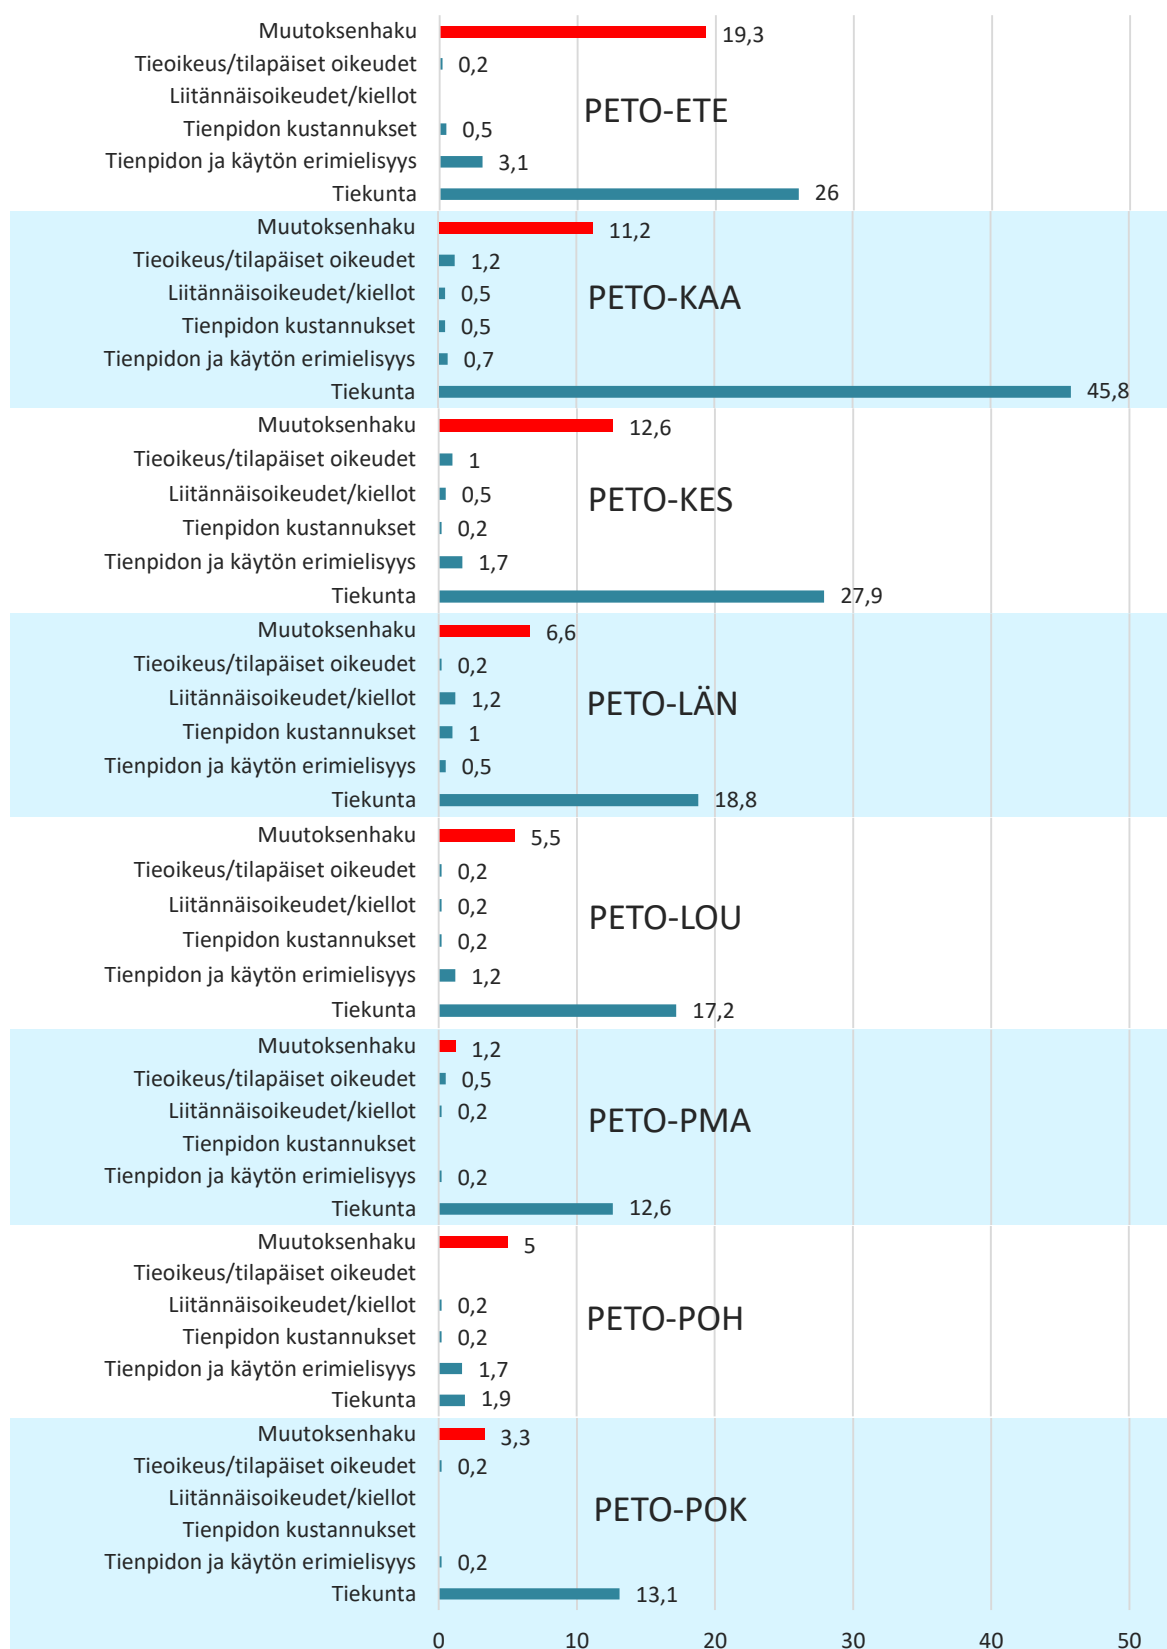 Muutoksenhaku 19,3
Tieoikeus/tilapäiset oikeudet 0,2
Liitännäisoikeudet/kiellot
PETO-ETE
Tienpidon kustannukset 0,5
Tienpidon ja käytön erimielisyys 3,1
Tiekunta 26
Muutoksenhaku 11,2
Tieoikeus/tilapäiset oikeudet 1,2
Liitännäisoikeudet/kiellot 0,5
PETO-KAA
Tienpidon kustannukset 0,5
Tienpidon ja käytön erimielisyys 0,7
Tiekunta 45,8
Muutoksenhaku 12,6
Tieoikeus/tilapäiset oikeudet 1
Liitännäisoikeudet/kiellot 0,5
PETO-KES
Tienpidon kustannukset 0,2
Tienpidon ja käytön erimielisyys 1,7
Tiekunta 27,9
Muutoksenhaku 6,6
Tieoikeus/tilapäiset oikeudet 0,2
Liitännäisoikeudet/kiellot 1,2
PETO-LÄN
Tienpidon kustannukset 1
Tienpidon ja käytön erimielisyys 0,5
Tiekunta 18,8
Muutoksenhaku 5,5
Tieoikeus/tilapäiset oikeudet 0,2
Liitännäisoikeudet/kiellot 0,2
PETO-LOU
Tienpidon kustannukset 0,2
Tienpidon ja käytön erimielisyys 1,2
Tiekunta 17,2
Muutoksenhaku 1,2
Tieoikeus/tilapäiset oikeudet 0,5
Liitännäisoikeudet/kiellot 0,2
PETO-PMA
Tienpidon kustannukset
Tienpidon ja käytön erimielisyys 0,2
Tiekunta 12,6
Muutoksenhaku 5
Tieoikeus/tilapäiset oikeudet
Liitännäisoikeudet/kiellot 0,2
PETO-POH
Tienpidon kustannukset 0,2
Tienpidon ja käytön erimielisyys 1,7
Tiekunta 1,9
Muutoksenhaku 3,3
Tieoikeus/tilapäiset oikeudet 0,2
Liitännäisoikeudet/kiellot
PETO-POK
Tienpidon kustannukset
Tienpidon ja käytön erimielisyys 0,2
Tiekunta 13,1
0 10 20 30 40 50